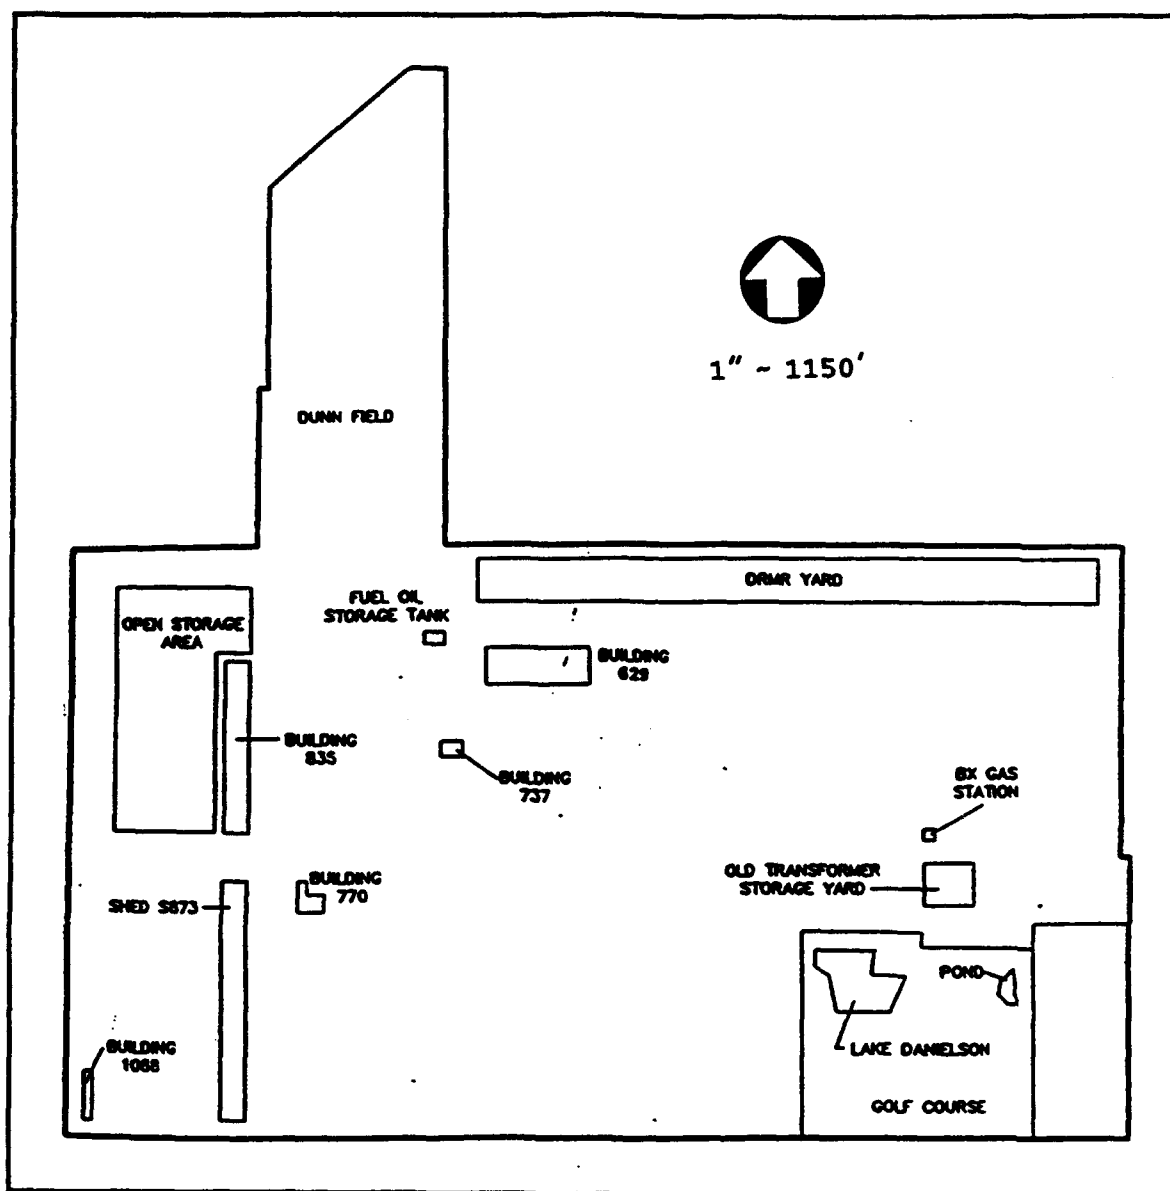 1" ~ 1150'
DUNN FIELD
DRMR YARD
FUEL OIL
STORAGE TANK
OPEN STORAGE
AREA
BUILDING
629
BUILDING
835
BUILDING
737
BX GAS
STATION
BUILDING
770
OLD TRANSFORMER
STORAGE YARD
SHED S873
POND
BUILDING
1088
LAKE DANIELSON
GOLF COURSE